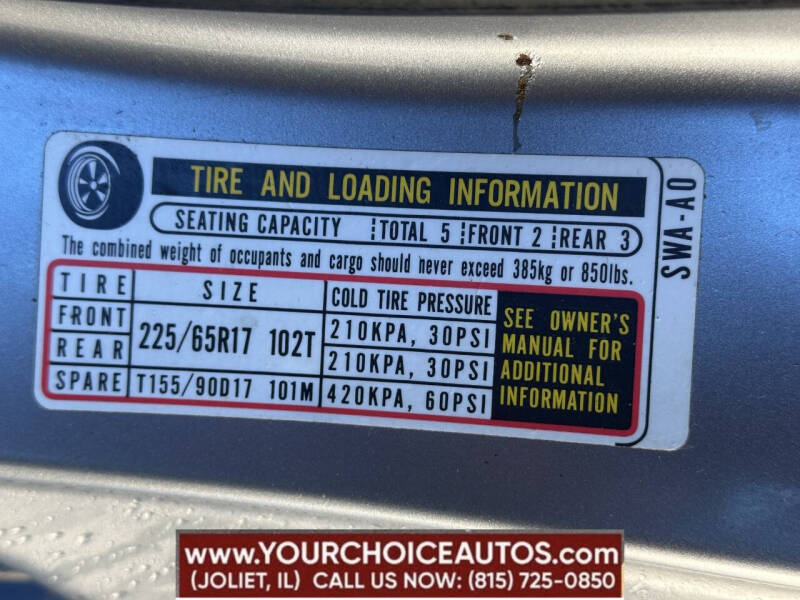 TIRE AND LOADING INFORMATION
SEATING CAPACITY TOTAL 5 FRONT 2 REAR 3
The combined weight of occupants and cargo should never exceed 385kg or 850lbs.
TIRE SIZE COLD TIRE PRESSURE
FRONT 225/65R17 102T 210KPA, 30PSI
REAR 210KPA, 30PSI
SPARE T155/90D17 101M 420KPA, 60PSI
SEE OWNER'S
MANUAL FOR
ADDITIONAL
INFORMATION
SWA-A0
www.YOURCHOICEAUTOS.com
(JOLIET, IL) CALL US NOW: (815) 725-0850